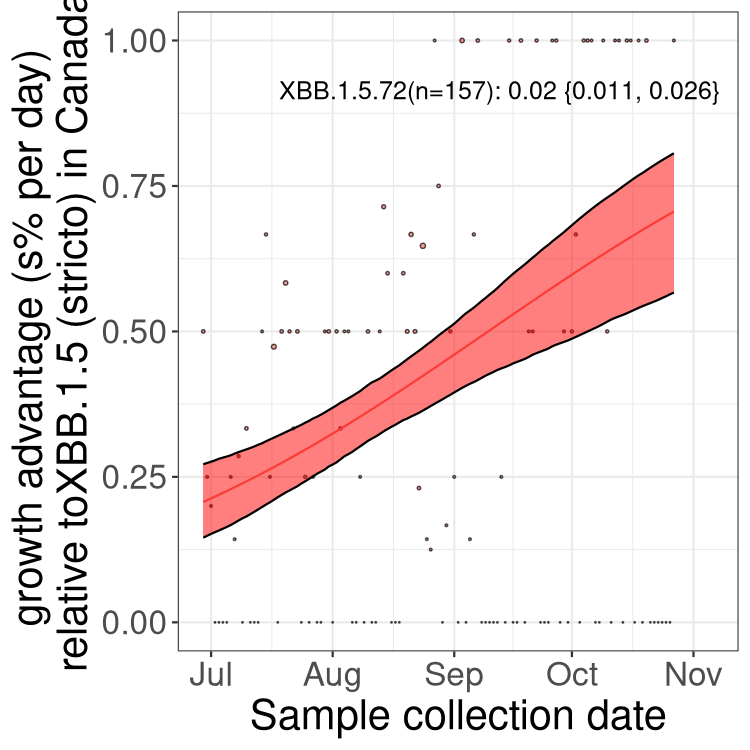 growth advantage (s% per day)
relative toXBB.1.5 (stricto) in Canada
1.00
0.75
0.50
0.25
0.00
XBB.1.5.72(n=157): 0.02 {0.011, 0.026}
Jul Aug Sep Oct Nov
Sample collection date